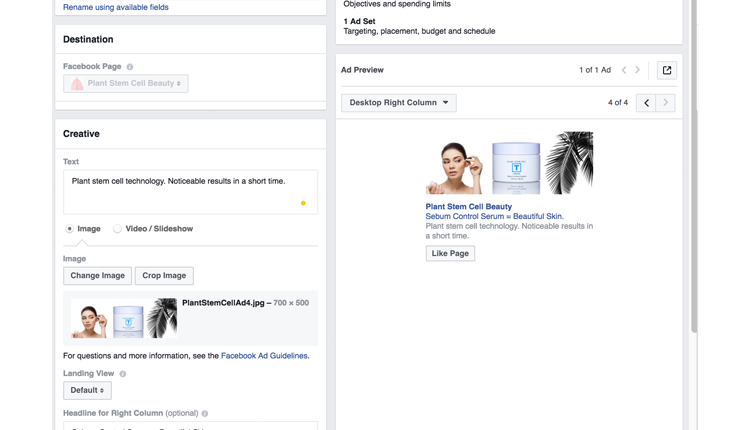 Rename using available fields
Destination
Facebook Page
Plant Stem Cell Beauty
Creative
Text
Plant stem cell technology. Noticeable results in a short time.
Image
Video / Slideshow
Image
Change Image
Crop Image
PlantStemCellAd4.jpg – 700 × 500
For questions and more information, see the Facebook Ad Guidelines.
Landing View
Default
Headline for Right Column (optional)
Objectives and spending limits
1 Ad Set
Targeting, placement, budget and schedule
Ad Preview
1 of 1 Ad
Desktop Right Column
4 of 4
T
Plant Stem Cell Beauty
Sebum Control Serum = Beautiful Skin.
Plant stem cell technology. Noticeable results in
a short time.
Like Page